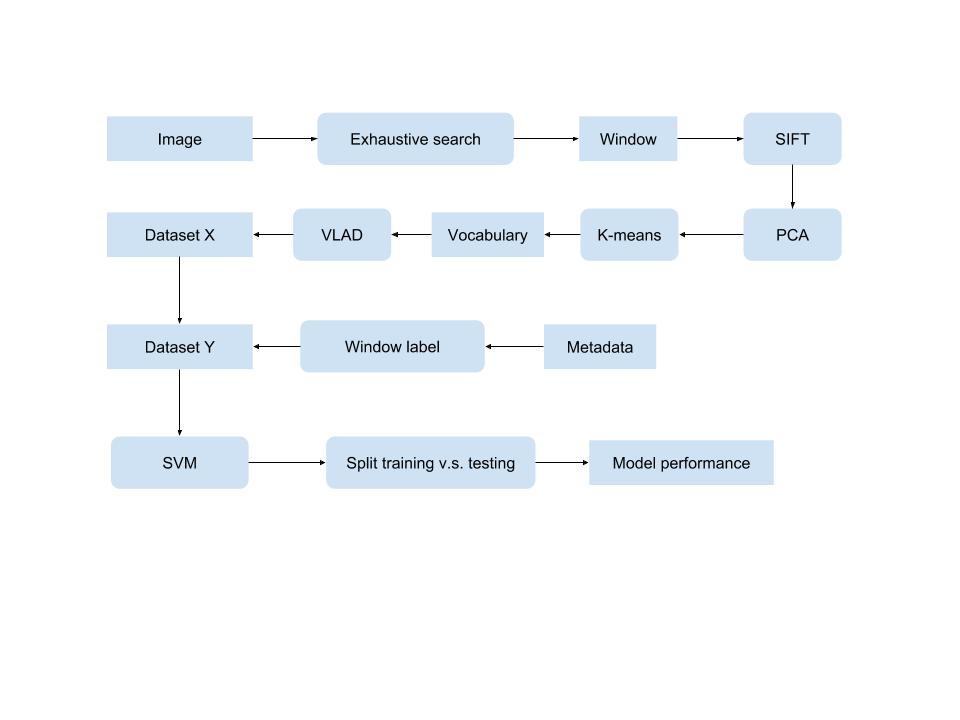 Image
Exhaustive search
Window
SIFT
Dataset X
VLAD
Vocabulary
K-means
PCA
Dataset Y
Window label
Metadata
SVM
Split training v.s. testing
Model performance